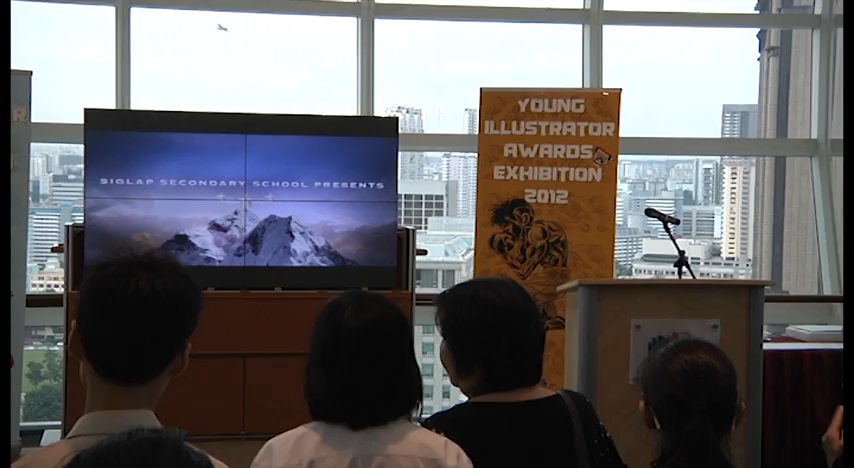 SIGLAP SECONDARY SCHOOL PRESENTS
YOUNG
ILLUSTRATOR
AWARDS
EXHIBITION
2012